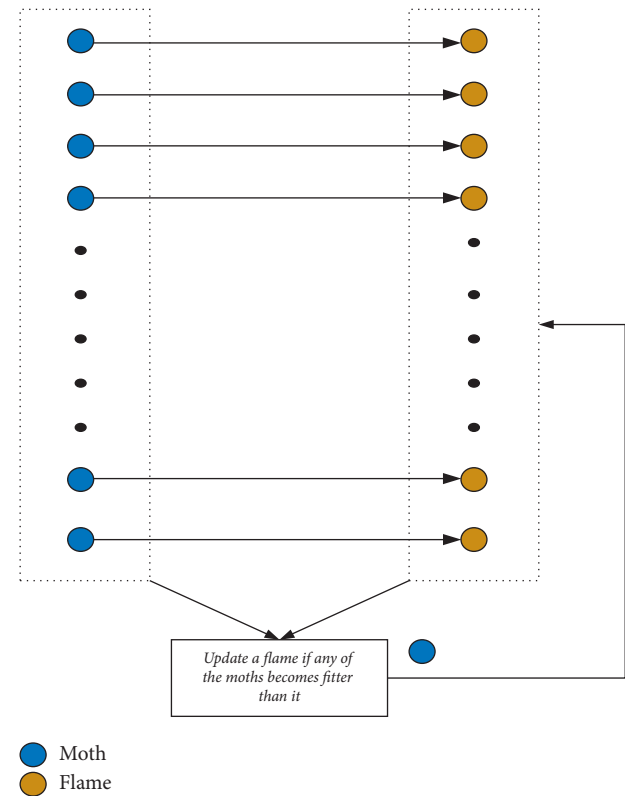 Update a flame if any of
the moths becomes fitter
than it
Moth
Flame